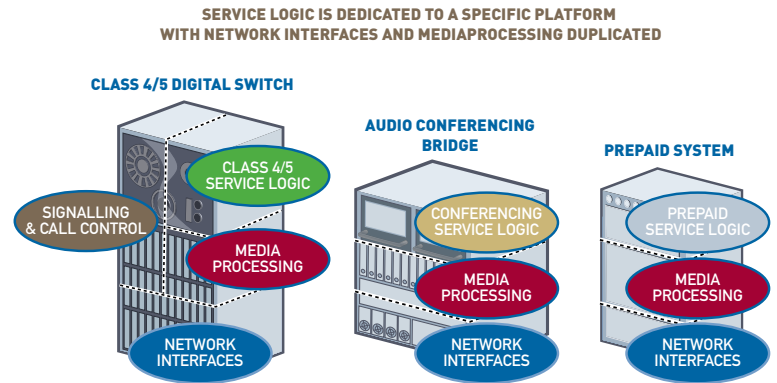 SERVICE LOGIC IS DEDICATED TO A SPECIFIC PLATFORM
WITH NETWORK INTERFACES AND MEDIAPROCESSING DUPLICATED
CLASS 4/5 DIGITAL SWITCH
SIGNALLING
& CALL CONTROL
CLASS 4/5
SERVICE LOGIC
MEDIA
PROCESSING
NETWORK
INTERFACES
AUDIO CONFERENCING
BRIDGE
CONFERENCING
SERVICE LOGIC
MEDIA
PROCESSING
NETWORK
INTERFACES
PREPAID SYSTEM
PREPAID
SERVICE LOGIC
MEDIA
PROCESSING
NETWORK
INTERFACES